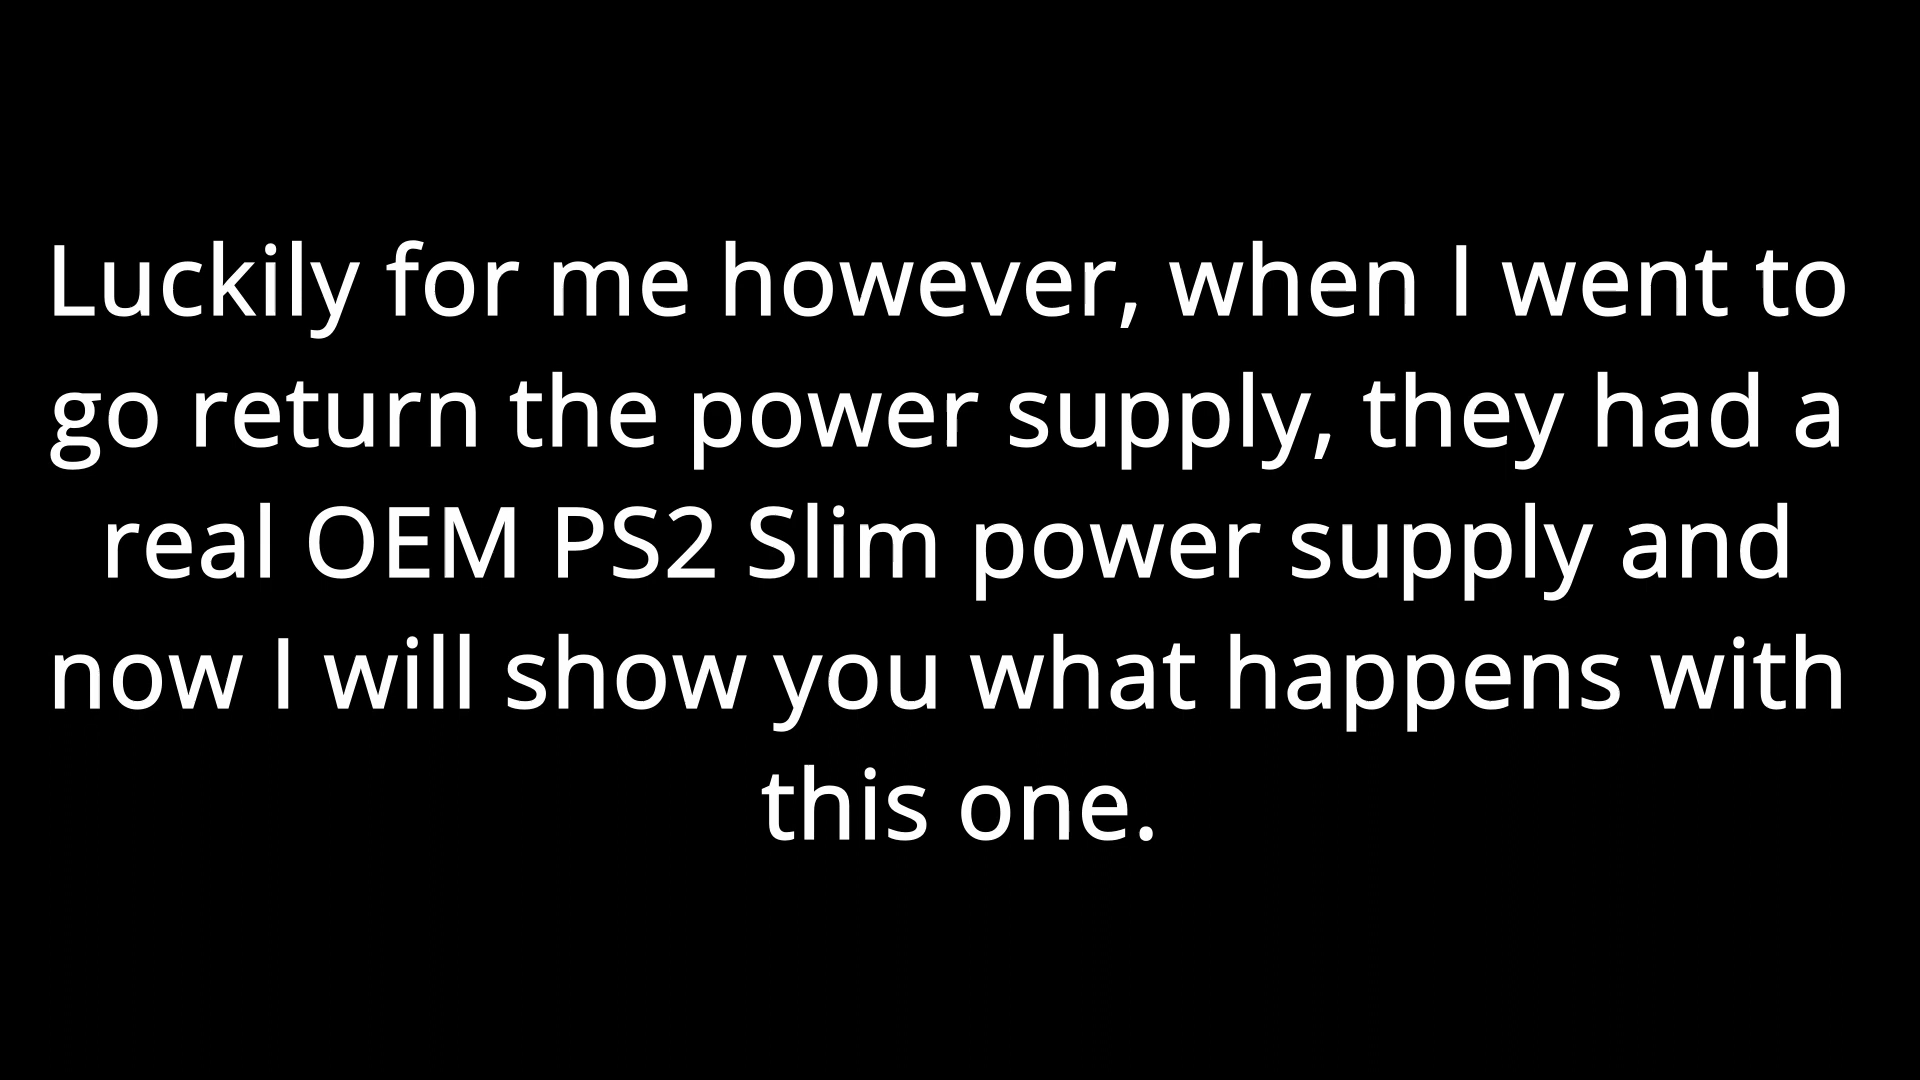 Luckily for me however, when I went to
go return the power supply, they had a
real OEM PS2 Slim power supply and
now I will show you what happens with
this one.